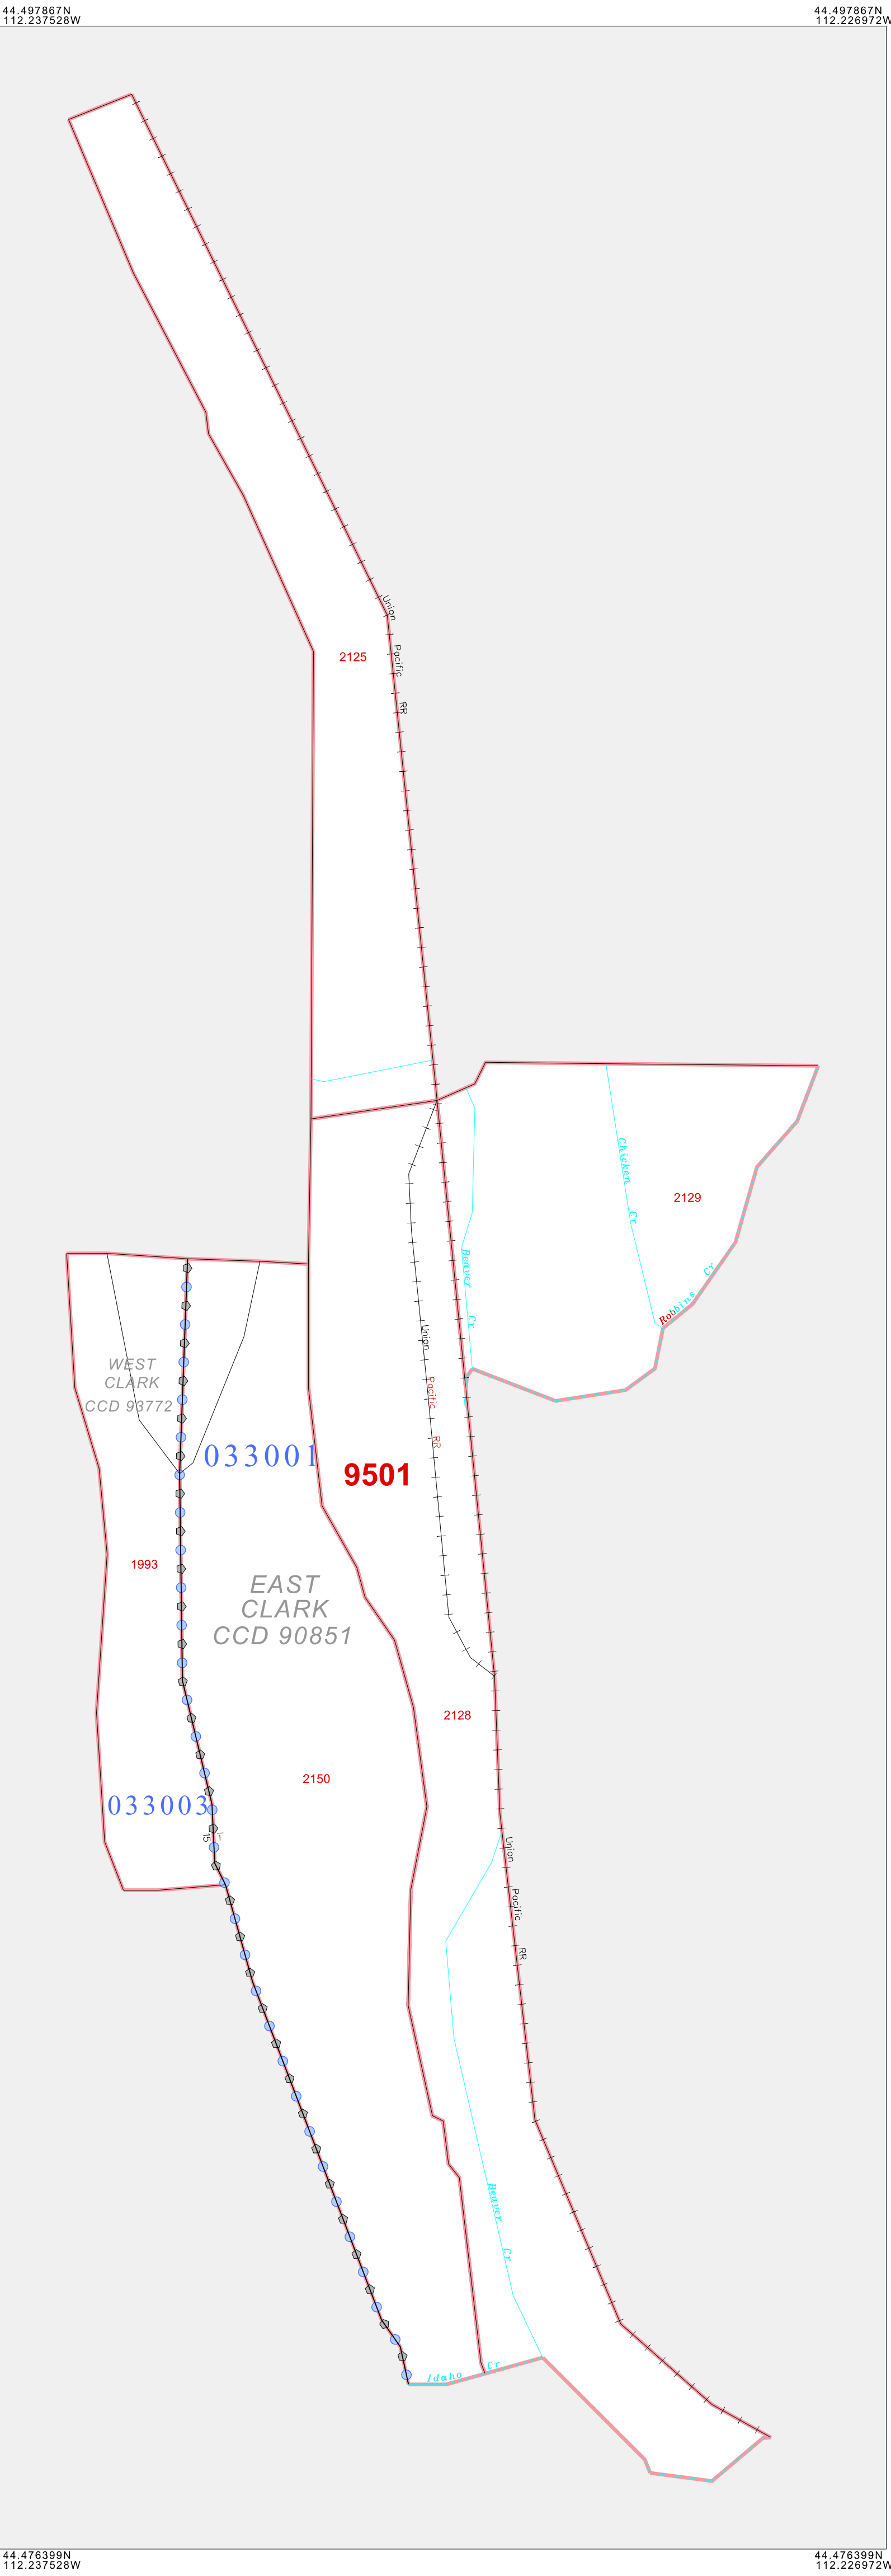 44.497867N
112.237528W
44.497867N
112.226972W
Union
Pacific
RR
2125
Chicken
Cr
2129
Beaver
Cr
Robbins Cr
Union
Pacific
RR
WEST
CLARK
CCD 93772
033001
9501
1993
EAST
CLARK
CCD 90851
2128
2150
033003
I-
15
Union
Pacific
RR
Beaver
Cr
Idaho Cr
44.476399N
112.237528W
44.476399N
112.226972W